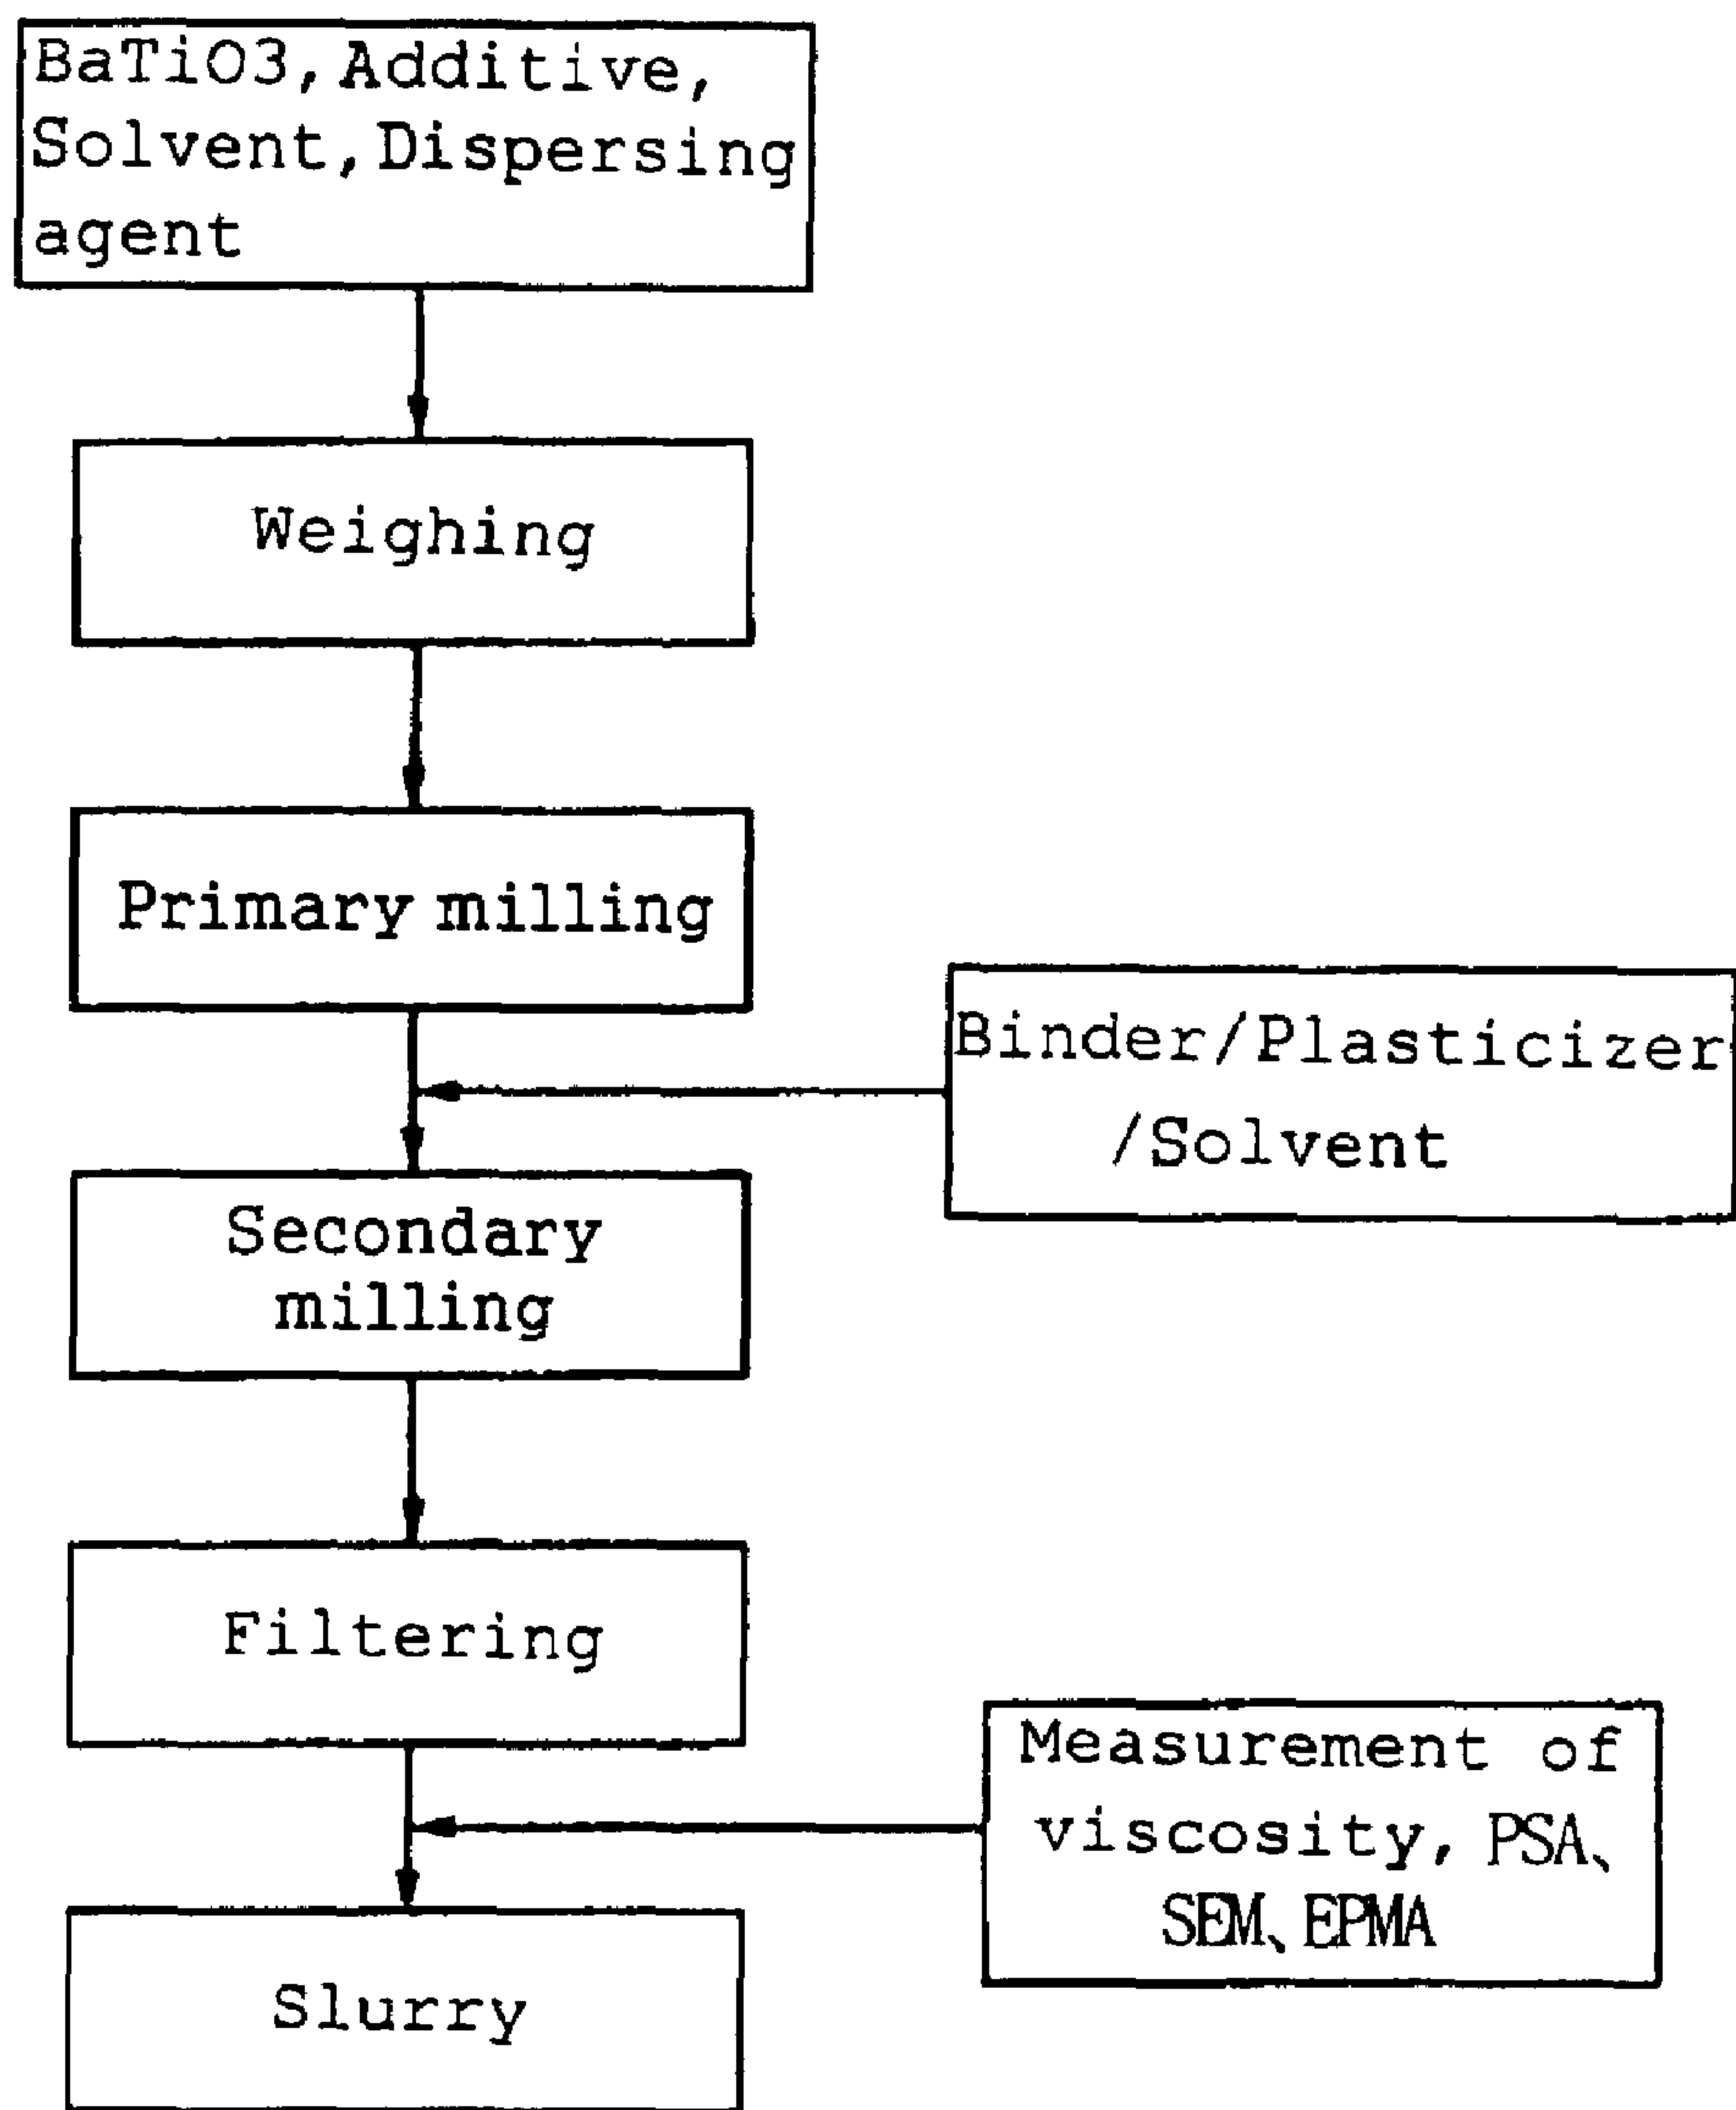 BaTiO3, Additive,
Solvent, Dispersing
agent
Weighing
Primary milling
Binder/Plasticizer
/Solvent
Secondary
milling
Filtering
Measurement of
viscosity, PSA、
SEM、EPMA
Slurry